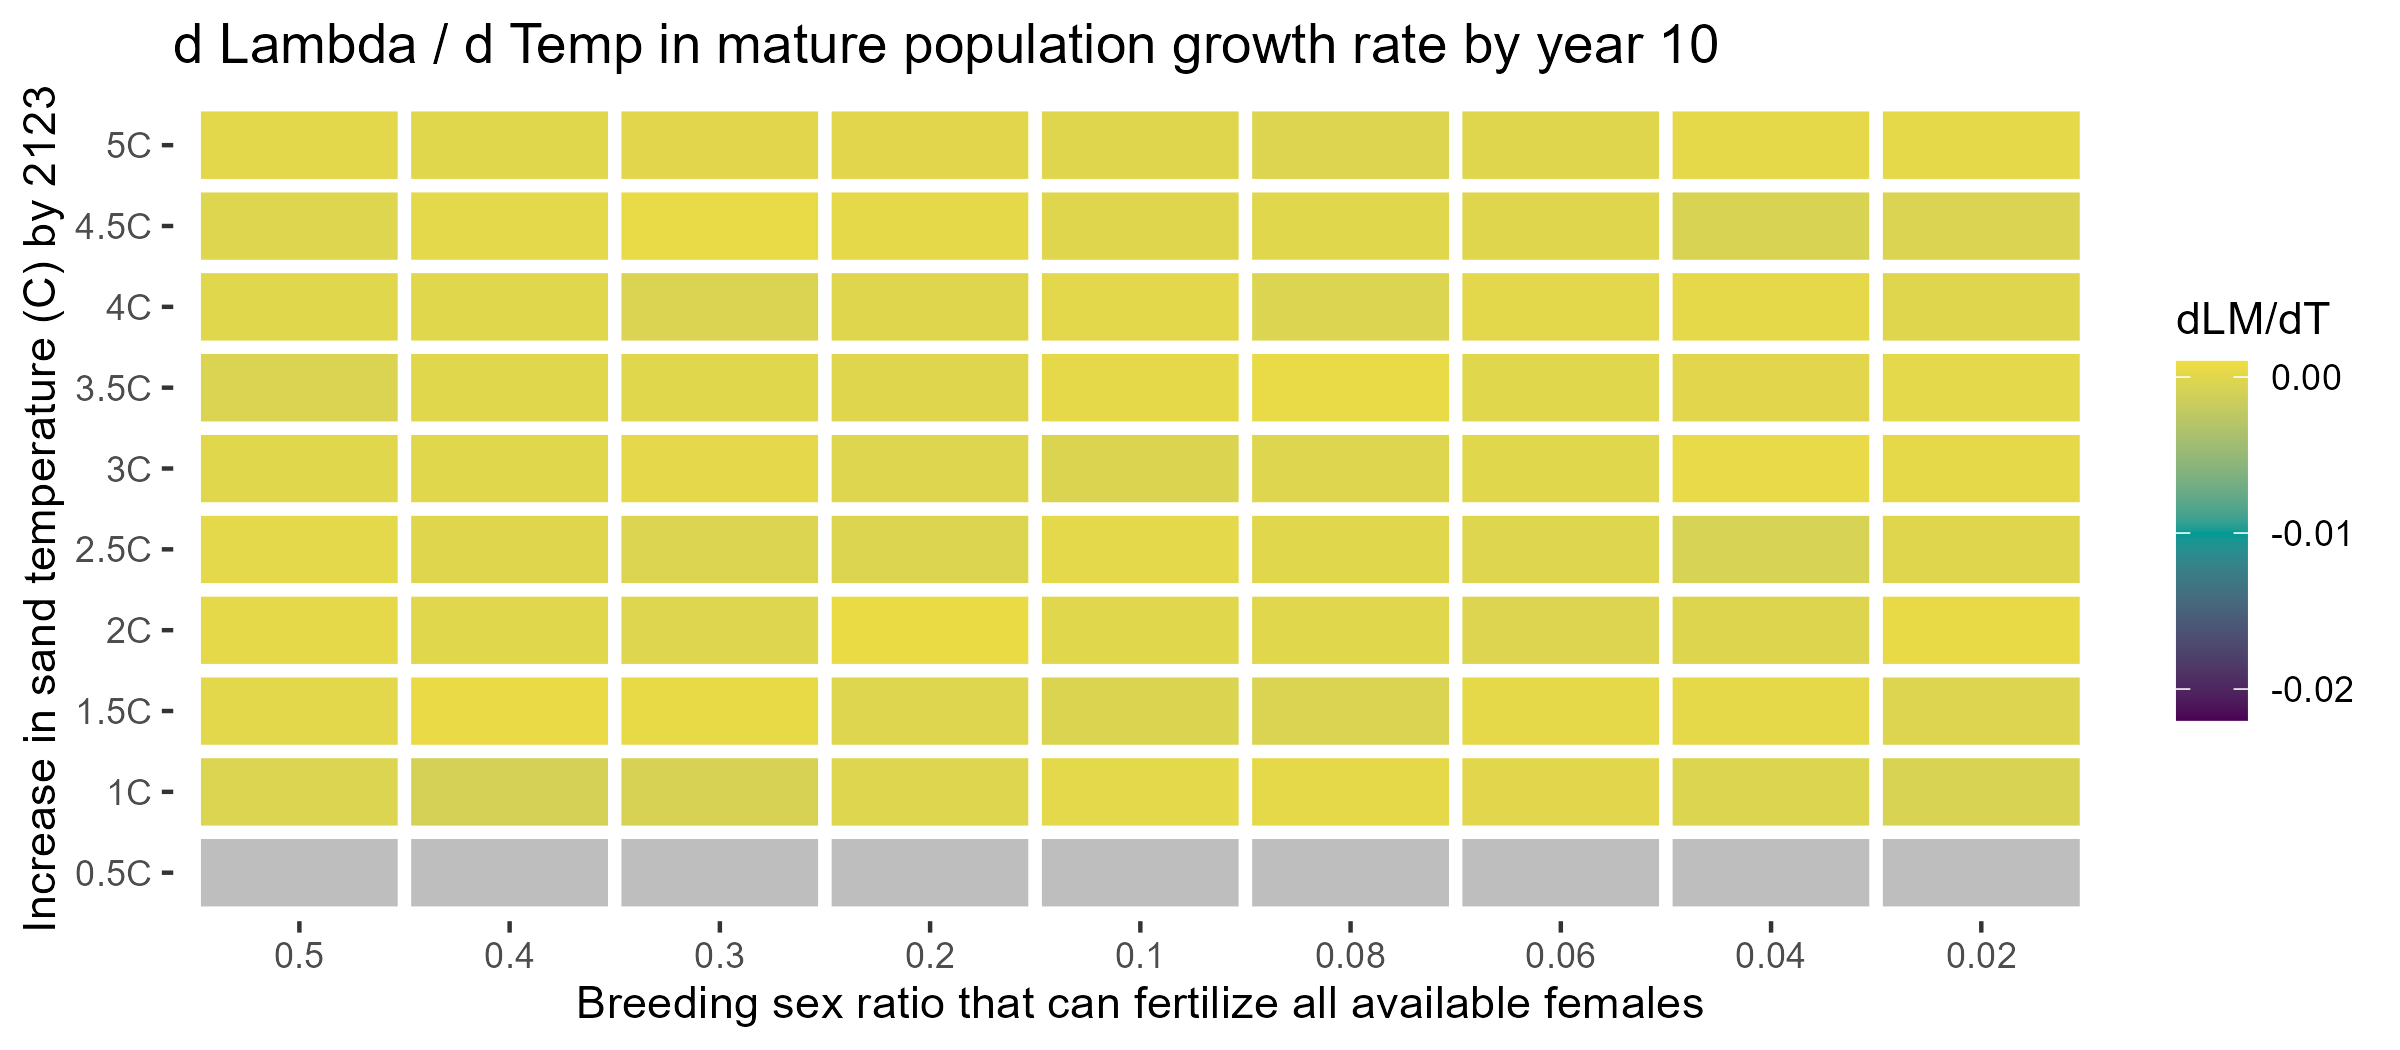 d Lambda / d Temp in mature population growth rate by year 10
Increase in sand temperature (C) by 2123
5C
4.5C
4C
3.5C
3C
2.5C
2C
1.5C
1C
0.5C
0.5 0.4 0.3 0.2 0.1 0.08 0.06 0.04 0.02
Breeding sex ratio that can fertilize all available females
dLM/dT
0.00
-0.01
-0.02